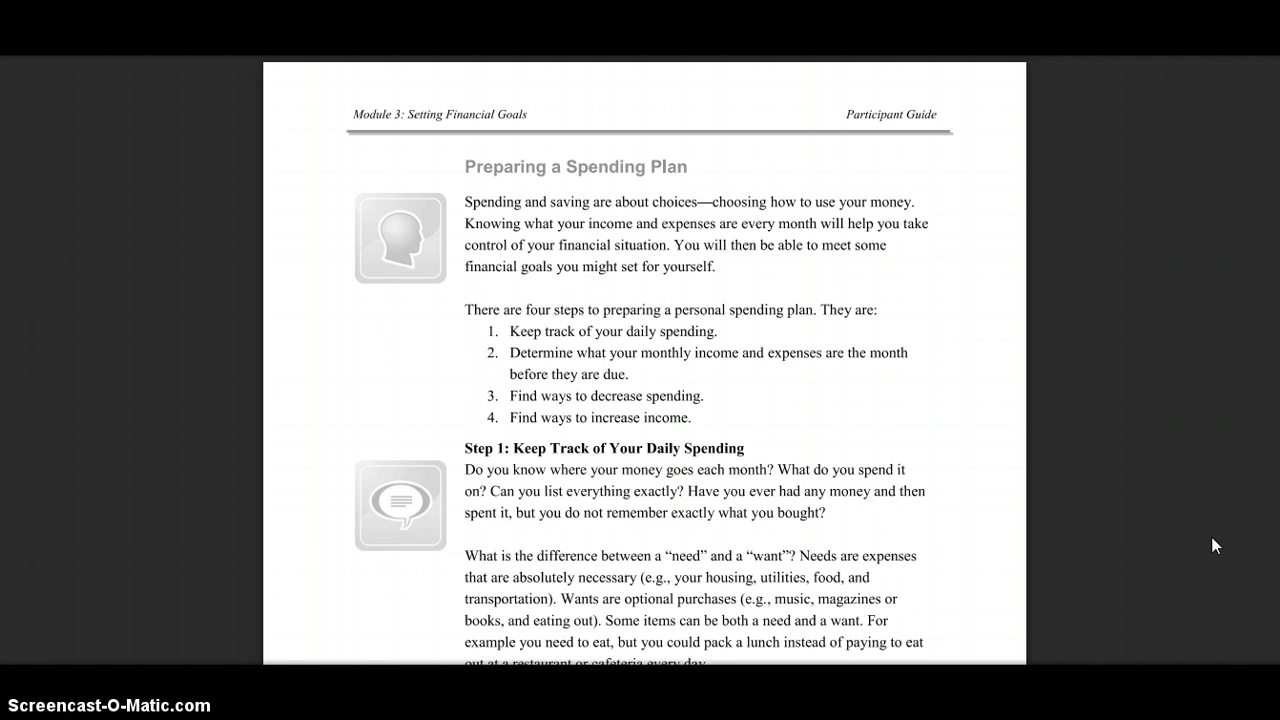 Module 3: Setting Financial Goals
Participant Guide
Preparing a Spending Plan
Spending and saving are about choices—choosing how to use your money.
Knowing what your income and expenses are every month will help you take
control of your financial situation. You will then be able to meet some
financial goals you might set for yourself.
There are four steps to preparing a personal spending plan. They are:
1. Keep track of your daily spending.
2. Determine what your monthly income and expenses are the month
before they are due.
3. Find ways to decrease spending.
4. Find ways to increase income.
Step 1: Keep Track of Your Daily Spending
Do you know where your money goes each month? What do you spend it
on? Can you list everything exactly? Have you ever had any money and then
spent it, but you do not remember exactly what you bought?
What is the difference between a “need” and a “want”? Needs are expenses
that are absolutely necessary (e.g., your housing, utilities, food, and
transportation). Wants are optional purchases (e.g., music, magazines or
books, and eating out). Some items can be both a need and a want. For
example you need to eat, but you could pack a lunch instead of paying to eat
out at a restaurant or cafeteria every day.
Screencast-O-Matic.com